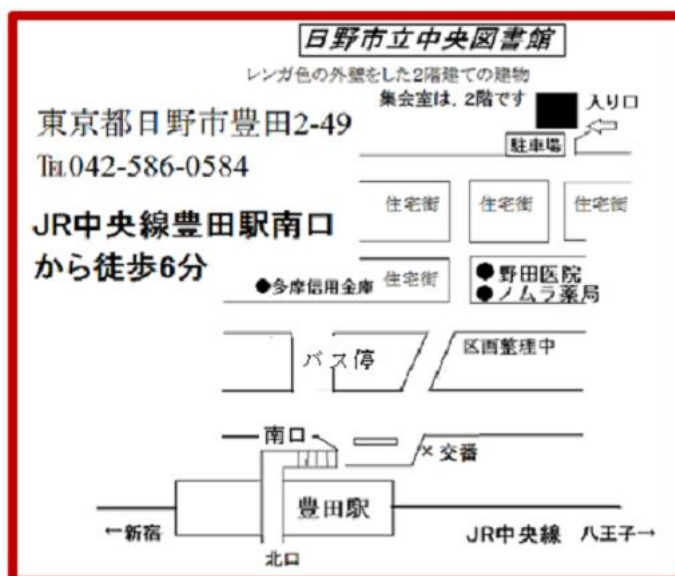 日野市立中央図書館
レンガ色の外壁をした2階建ての建物
集会室は，2階です
入り口
東京都日野市豊田2-49
駐車場
℡042-586-0584
住宅街
住宅街
住宅街
JR中央線豊田駅南口
から徒歩6分
●多摩信用金庫
住宅街
●野田医院
●ノムラ薬局
バス停
区画整理中
南口
×交番
豊田駅
←新宿
JR中央線 八王子→
北口